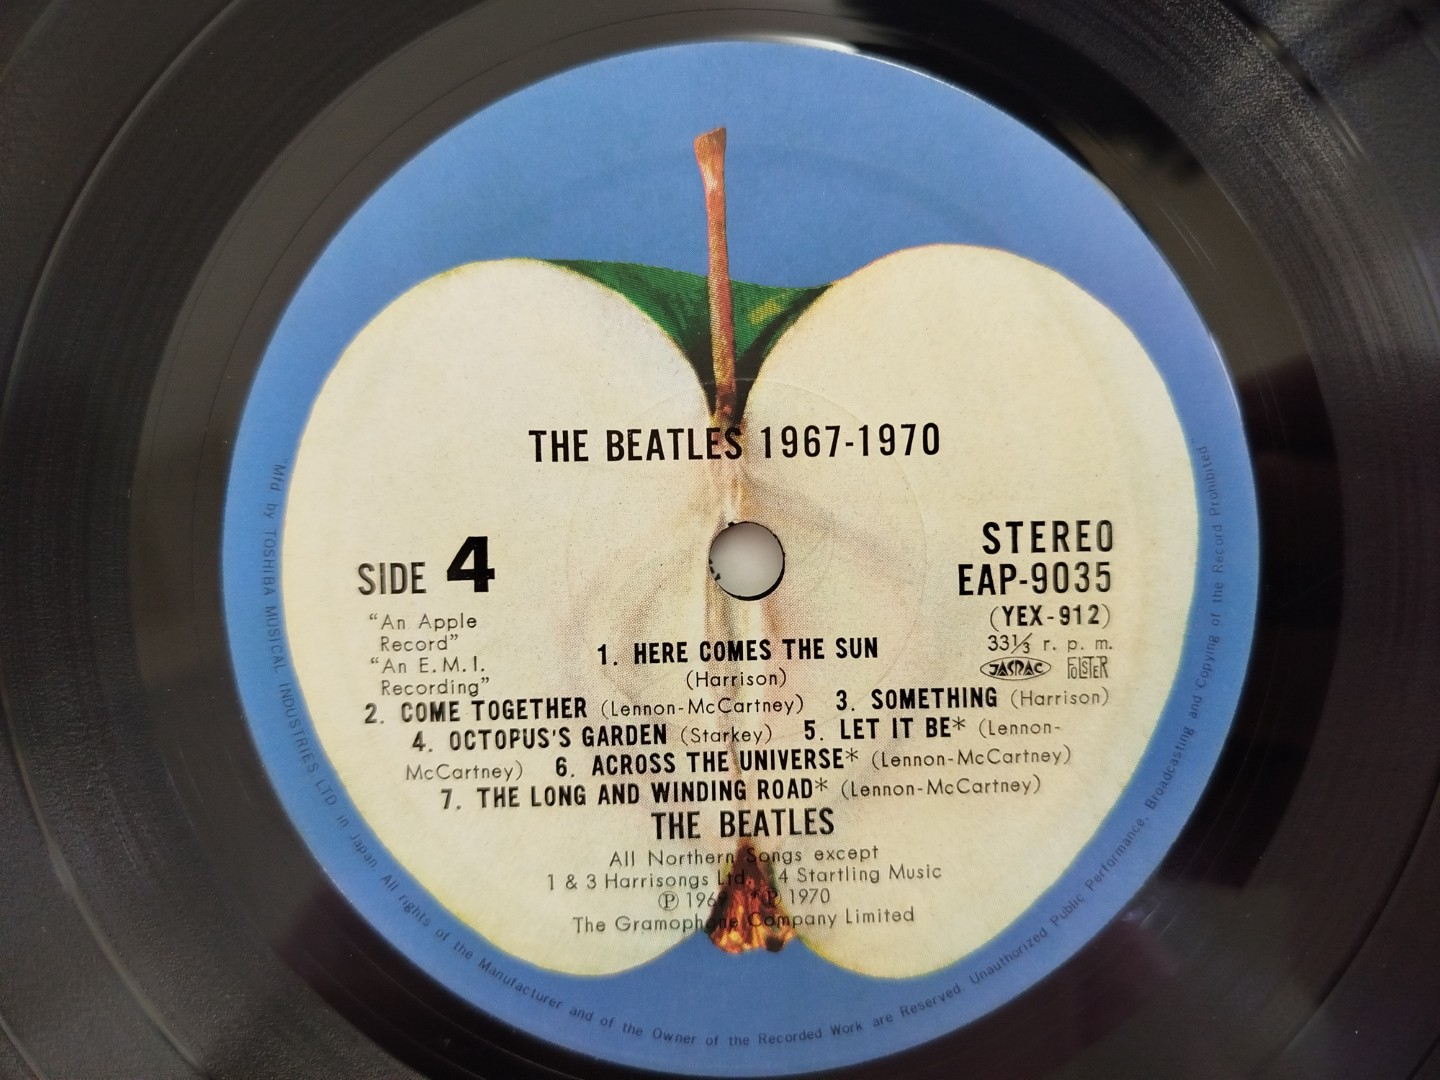 THE BEATLES 1967-1970
SIDE 4
STEREO
EAP-9035
(YEX-912)
33⅓ r. p. m.
JASRAC POLSTER
"An Apple
Record"
"An E.M.I.
Recording"
1. HERE COMES THE SUN
(Harrison)
2. COME TOGETHER (Lennon-McCartney) 3. SOMETHING (Harrison)
4. OCTOPUS'S GARDEN (Starkey) 5. LET IT BE* (Lennon-
McCartney) 6. ACROSS THE UNIVERSE* (Lennon-McCartney)
7. THE LONG AND WINDING ROAD* (Lennon-McCartney)
THE BEATLES
All Northern Songs except
1 & 3 Harrisongs Ltd. 4 Startling Music
Ⓟ 1969 *Ⓟ 1970
The Gramophone Company Limited
"Mfd by TOSHIBA MUSICAL INDUSTRIES LTD in Japan. All rights of the Manufacturer and of the Owner of the Recorded Work are Reserved. Unauthorized Public Performance, Broadcasting and Copying of the Record Prohibited"